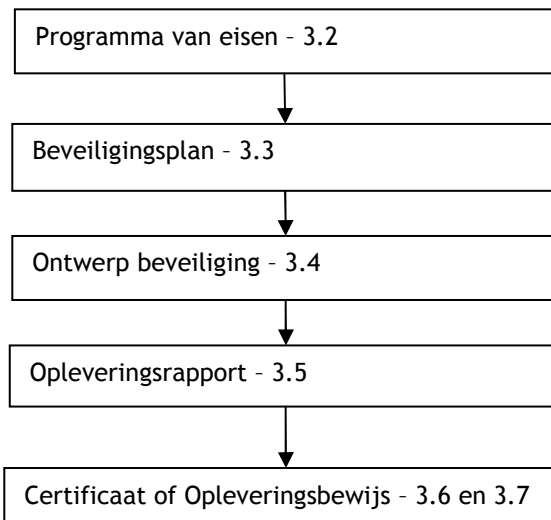 Programma van eisen – 3.2
Beveiligingsplan – 3.3
Ontwerp beveiliging – 3.4
Opleveringsrapport – 3.5
Certificaat of Opleveringsbewijs – 3.6 en 3.7